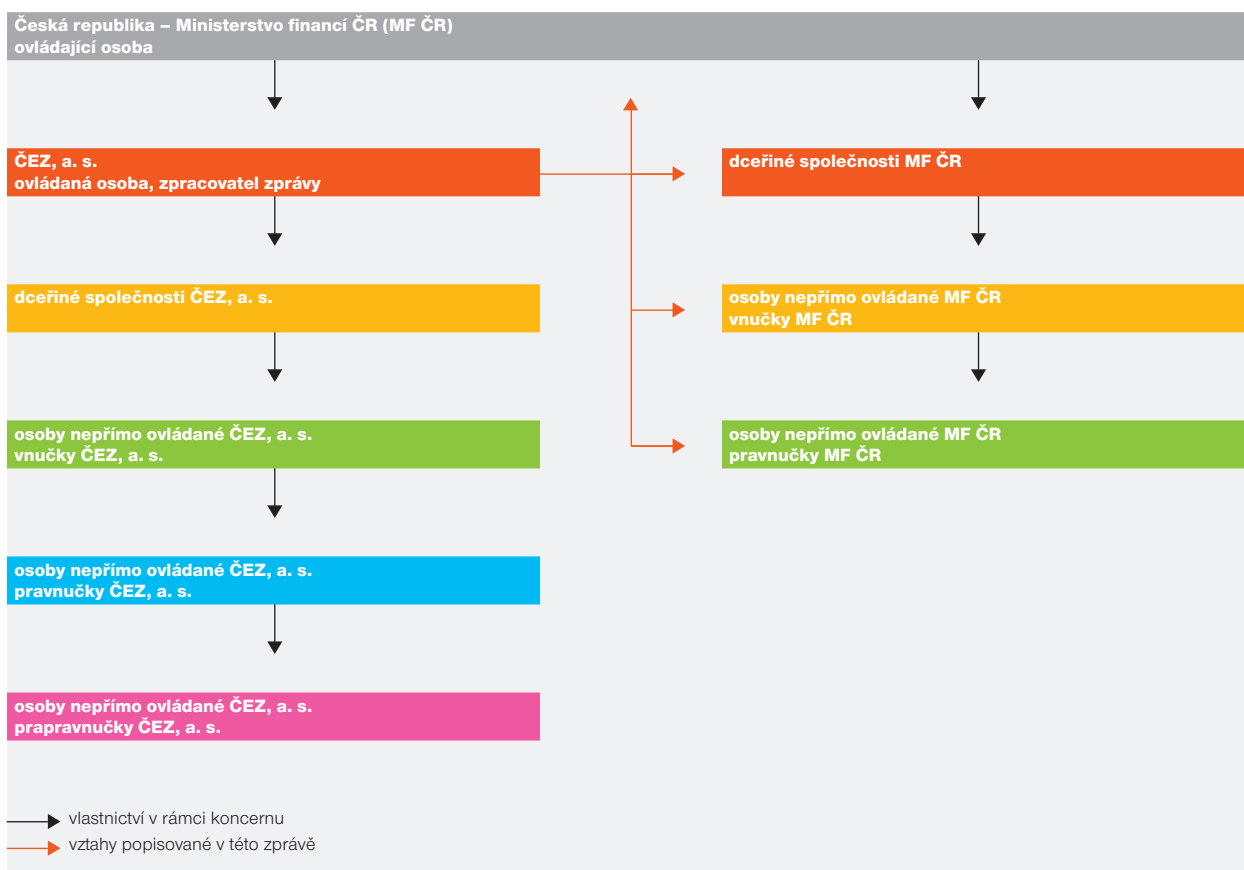 Česká republika – Ministerstvo financí ČR (MF ČR)
ovládající osoba
ČEZ, a. s.
ovládaná osoba, zpracovatel zprávy
dceřiné společnosti MF ČR
dceřiné společnosti ČEZ, a. s.
osoby nepřímo ovládané MF ČR
vnučky MF ČR
osoby nepřímo ovládané ČEZ, a. s.
vnučky ČEZ, a. s.
osoby nepřímo ovládané MF ČR
pravnučky MF ČR
osoby nepřímo ovládané ČEZ, a. s.
pravnučky ČEZ, a. s.
osoby nepřímo ovládané ČEZ, a. s.
prapravnučky ČEZ, a. s.
vlastnictví v rámci koncernu
vztahy popisované v této zprávě